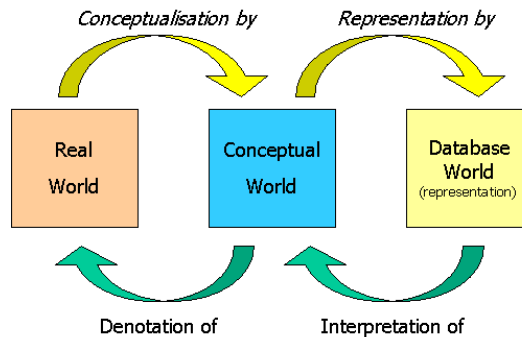 Conceptualisation by
Representation by
Real
World
Conceptual
World
Database
World
(representation)
Denotation of
Interpretation of